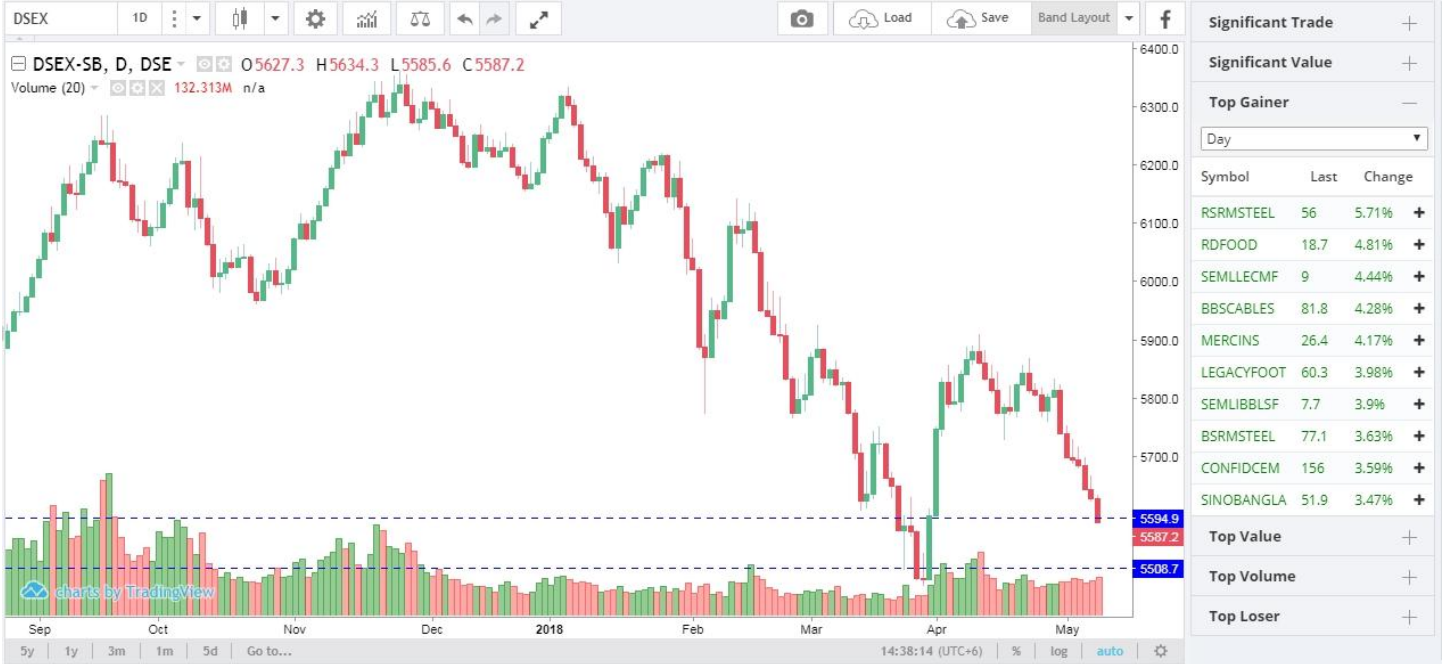 DSEX 1D Load Save Band Layout f
DSEX-SB, D, DSE O5627.3 H5634.3 L5585.6 C5587.2
Volume (20) 132.313M n/a
6400.0
6300.0
6200.0
6100.0
6000.0
5900.0
5800.0
5700.0
5594.9
5587.2
5508.7
charts by TradingView
Sep Oct Nov Dec 2018 Feb Mar Apr May
5y 1y 3m 1m 5d Go to... 14:38:14 (UTC+6) % log auto
Significant Trade
Significant Value
Top Gainer
Day
Symbol Last Change
RSRMSTEEL 56 5.71% +
RDFOOD 18.7 4.81% +
SEMLLECMF 9 4.44% +
BBSCABLES 81.8 4.28% +
MERCINS 26.4 4.17% +
LEGACYFOOT 60.3 3.98% +
SEMLIBBLSF 7.7 3.9% +
BSRMSTEEL 77.1 3.63% +
CONFIDCEM 156 3.59% +
SINOBANGLA 51.9 3.47% +
Top Value
Top Volume
Top Loser